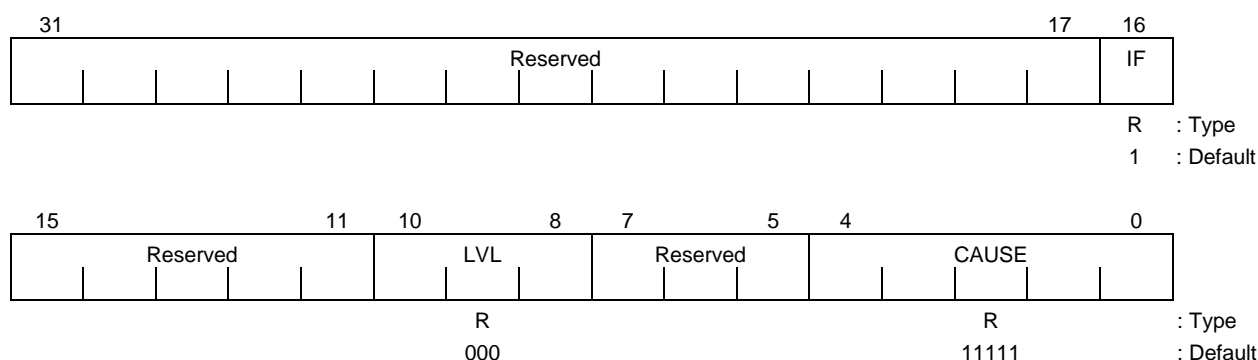 31 17 16
Reserved IF
R : Type
1 : Default
15 11 10 8 7 5 4 0
Reserved LVL Reserved CAUSE
R R : Type
000 11111 : Default